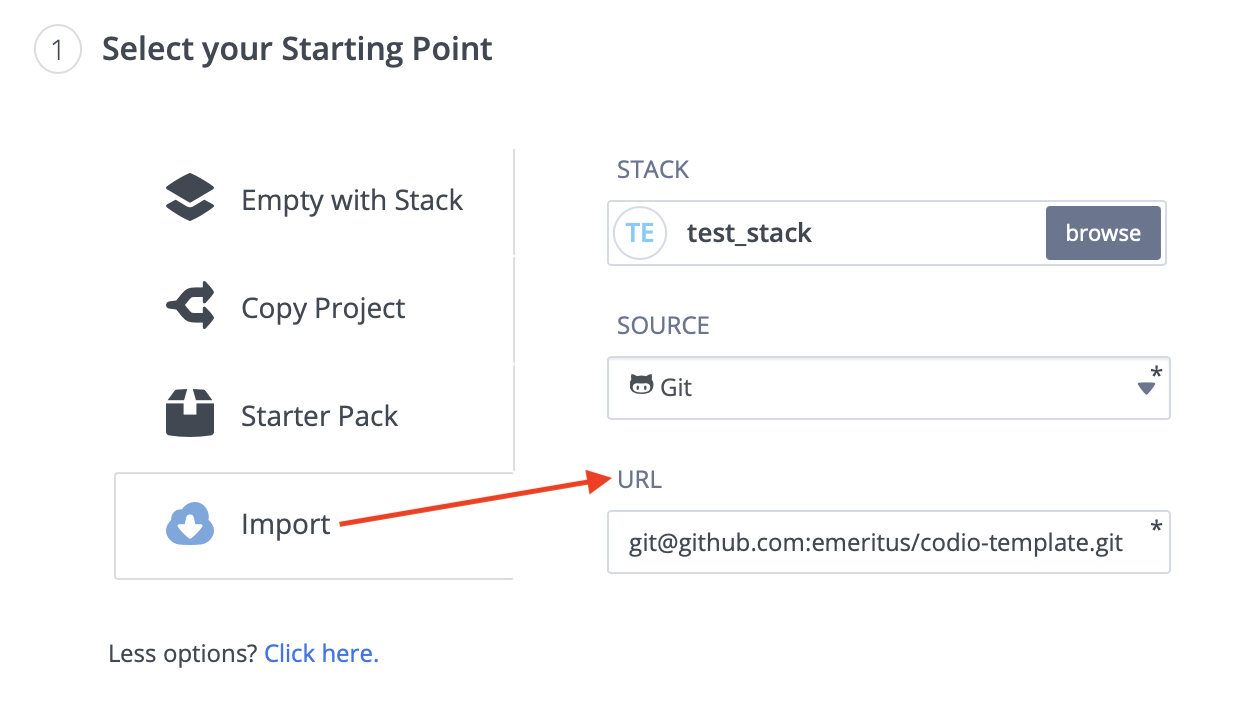 1 Select your Starting Point
Empty with Stack
Copy Project
Starter Pack
Import
STACK
TE test_stack browse
SOURCE
Git *
URL
git@github.com:emeritus/codio-template.git *
Less options? Click here.